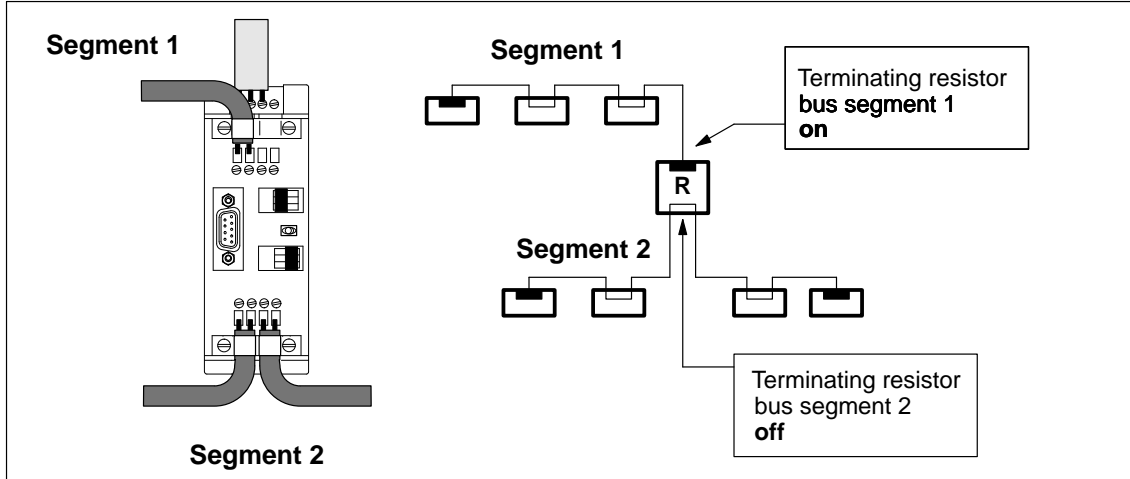 Segment 1
Segment 2
Segment 1
Terminating resistor
bus segment 1
on
R
Segment 2
Terminating resistor
bus segment 2
off